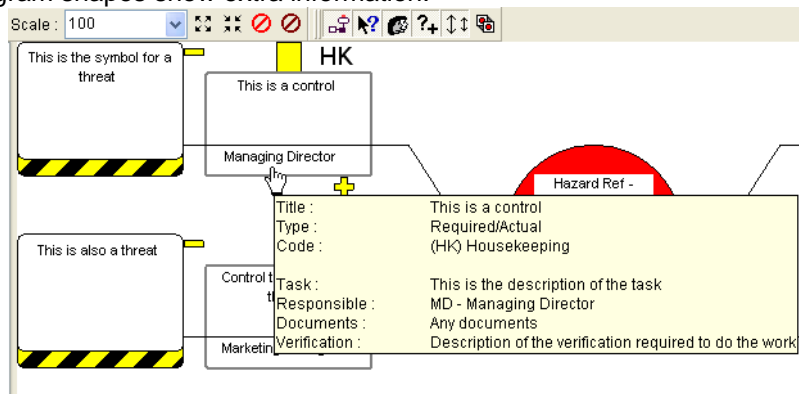 gram shapes show extra information.
Scale : 100
This is the symbol for a
threat
HK
This is a control
Managing Director
Hazard Ref -
Title : This is a control
Type : Required/Actual
Code : (HK) Housekeeping
Task : This is the description of the task
Responsible : MD - Managing Director
Documents : Any documents
Verification : Description of the verification required to do the work
This is also a threat
Control
Marketing